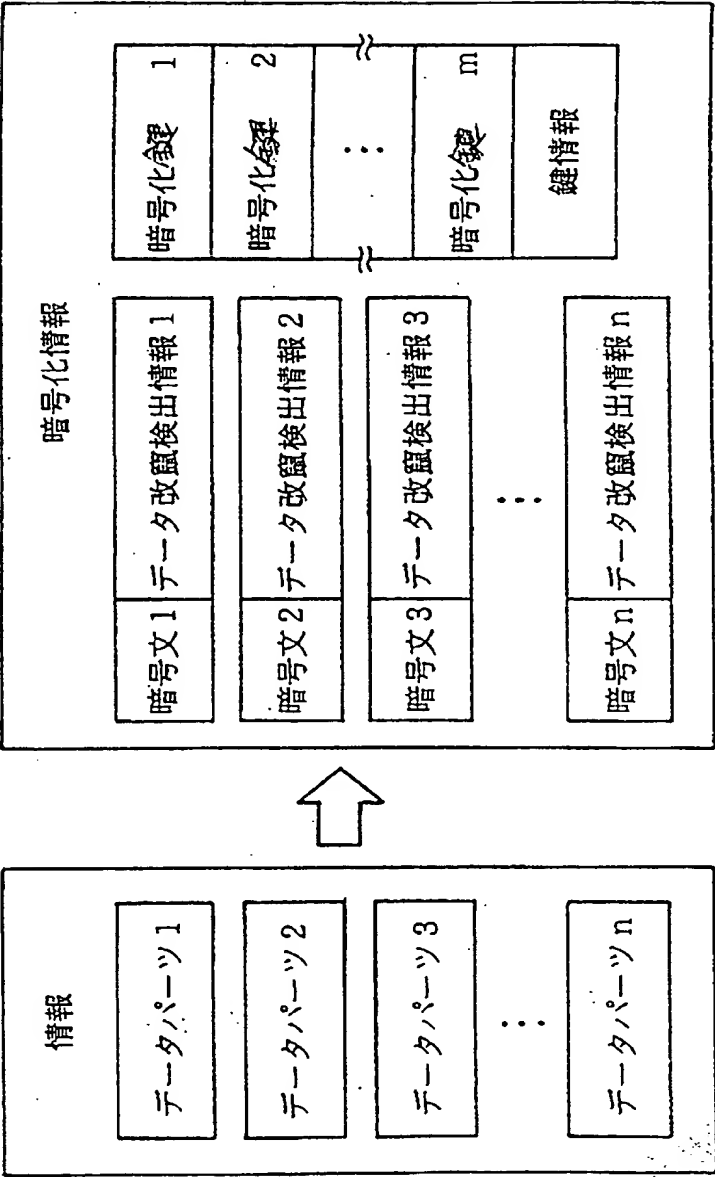 情報
データパーツ1
データパーツ2
データパーツ3
⋮
データパーツn
暗号化情報
暗号文1 データ改竄検出情報1
暗号文2 データ改竄検出情報2
暗号文3 データ改竄検出情報3
⋮
暗号文n データ改竄検出情報n
暗号化鍵 1
暗号化鍵 2
⋮
暗号化鍵 m
鍵情報